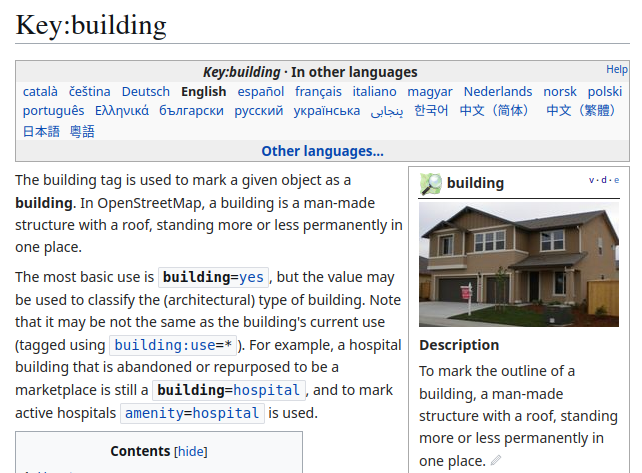 Key:building
Key:building · In other languages
Help
català čeština Deutsch English español français italiano magyar Nederlands norsk polski
português Ελληνικά български русский українська پنجابی 한국어 中文（简体） 中文（繁體）
日本語 粵語
Other languages...
The building tag is used to mark a given object as a
building. In OpenStreetMap, a building is a man-made
structure with a roof, standing more or less permanently in
one place.
The most basic use is building=yes , but the value may
be used to classify the (architectural) type of building. Note
that it may be not the same as the building's current use
(tagged using building:use=* ). For example, a hospital
building that is abandoned or repurposed to be a
marketplace is still a building=hospital , and to mark
active hospitals amenity=hospital is used.
Contents [hide]
building
v·d·e
Description
To mark the outline of a
building, a man-made
structure with a roof, standing
more or less permanently in
one place.